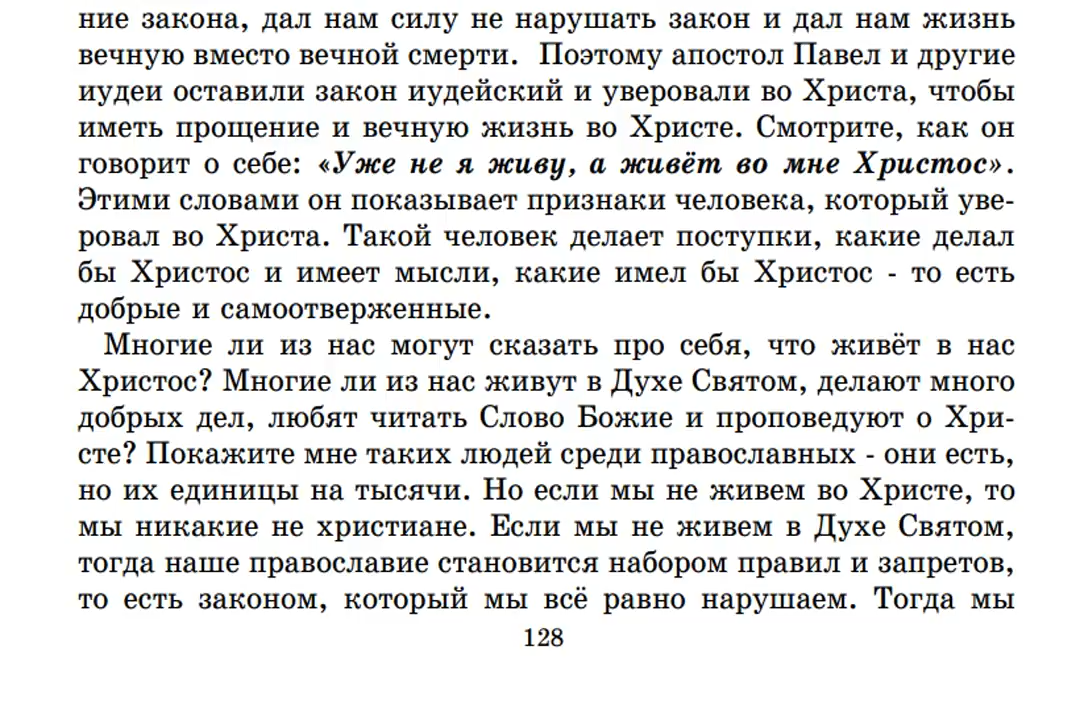 ние закона, дал нам силу не нарушать закон и дал нам жизнь
вечную вместо вечной смерти.  Поэтому апостол Павел и другие
иудеи оставили закон иудейский и уверовали во Христа, чтобы
иметь прощение и вечную жизнь во Христе. Смотрите, как он
говорит о себе: «Уже не я живу, а живёт во мне Христос».
Этими словами он показывает признаки человека, который уве-
ровал во Христа. Такой человек делает поступки, какие делал
бы Христос и имеет мысли, какие имел бы Христос - то есть
добрые и самоотверженные.
Многие ли из нас могут сказать про себя, что живёт в нас
Христос? Многие ли из нас живут в Духе Святом, делают много
добрых дел, любят читать Слово Божие и проповедуют о Хри-
сте? Покажите мне таких людей среди православных - они есть,
но их единицы на тысячи. Но если мы не живем во Христе, то
мы никакие не христиане. Если мы не живем в Духе Святом,
тогда наше православие становится набором правил и запретов,
то есть законом, который мы всё равно нарушаем. Тогда мы
128